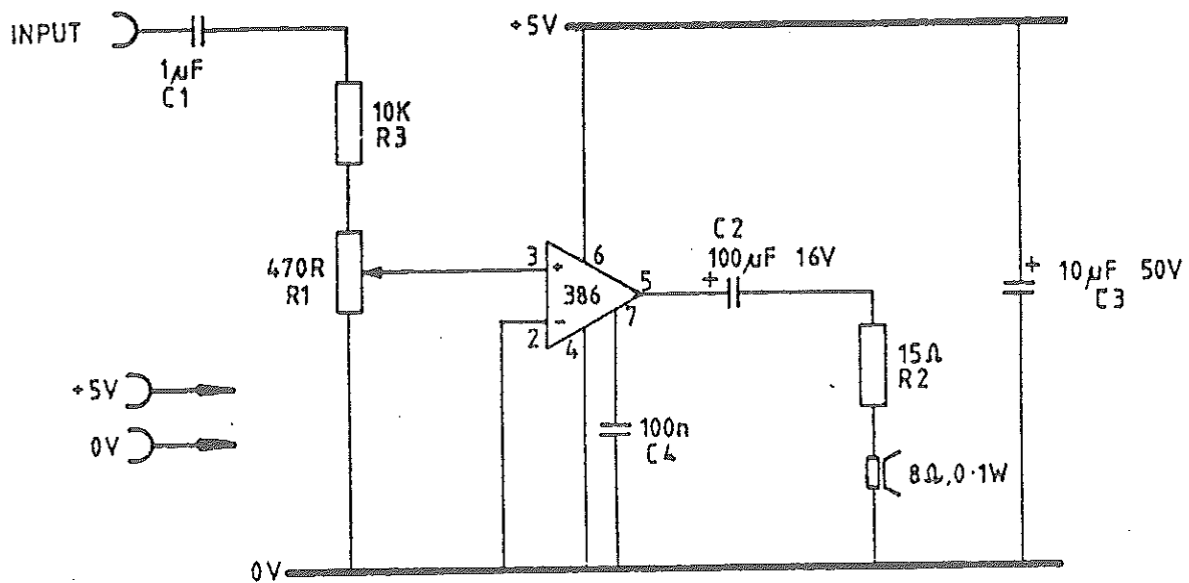 INPUT
1µF
C1
10K
R3
470R
R1
+5V
0V
+5V
3
+
6
386
5
7
2
-
4
C2
+
100µF 16V
15Ω
R2
8Ω, 0·1W
100n
C4
+
10µF 50V
C3
0V